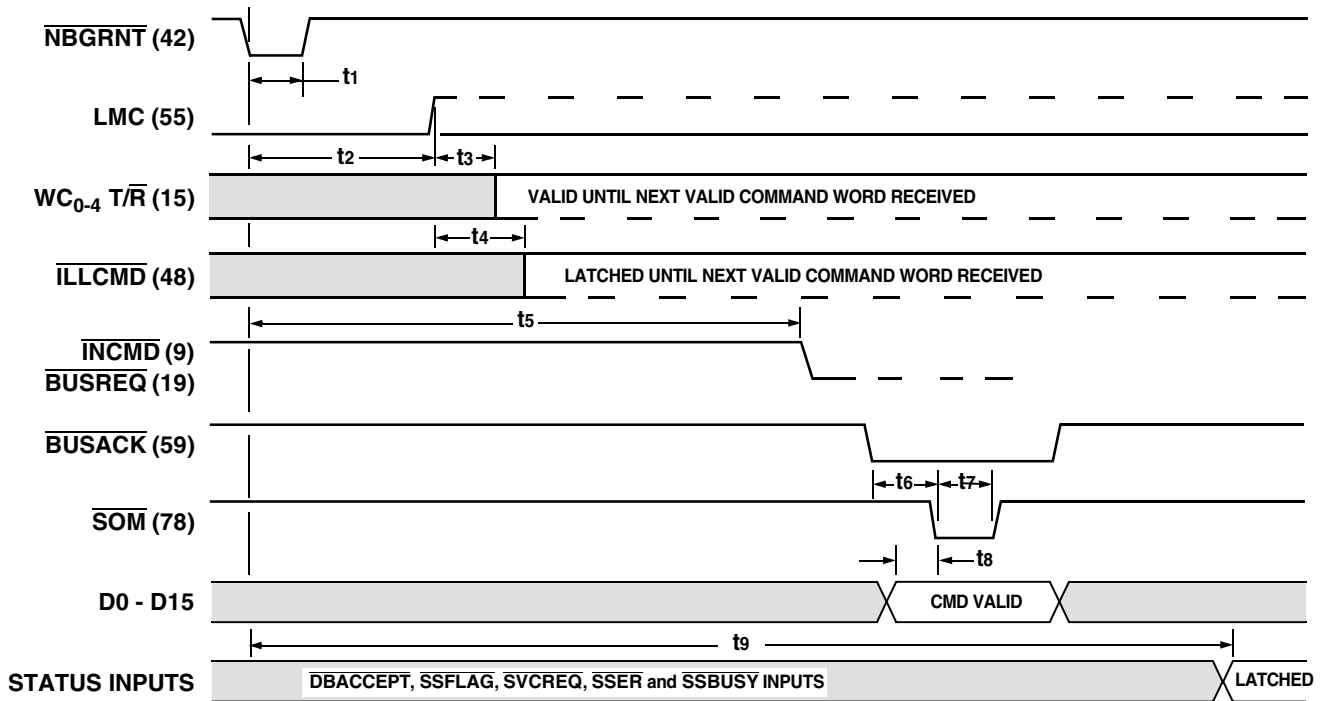 NBGRNT (42)
t1
LMC (55)
t2 t3
WC0-4 T/R (15) VALID UNTIL NEXT VALID COMMAND WORD RECEIVED
t4
ILLCMD (48) LATCHED UNTIL NEXT VALID COMMAND WORD RECEIVED
t5
INCMD (9)
BUSREQ (19)
BUSACK (59)
t6 t7
SOM (78)
t8
D0 - D15 CMD VALID
t9
STATUS INPUTS DBACCEPT, SSFLAG, SVCREQ, SSER and SSBUSY INPUTS LATCHED